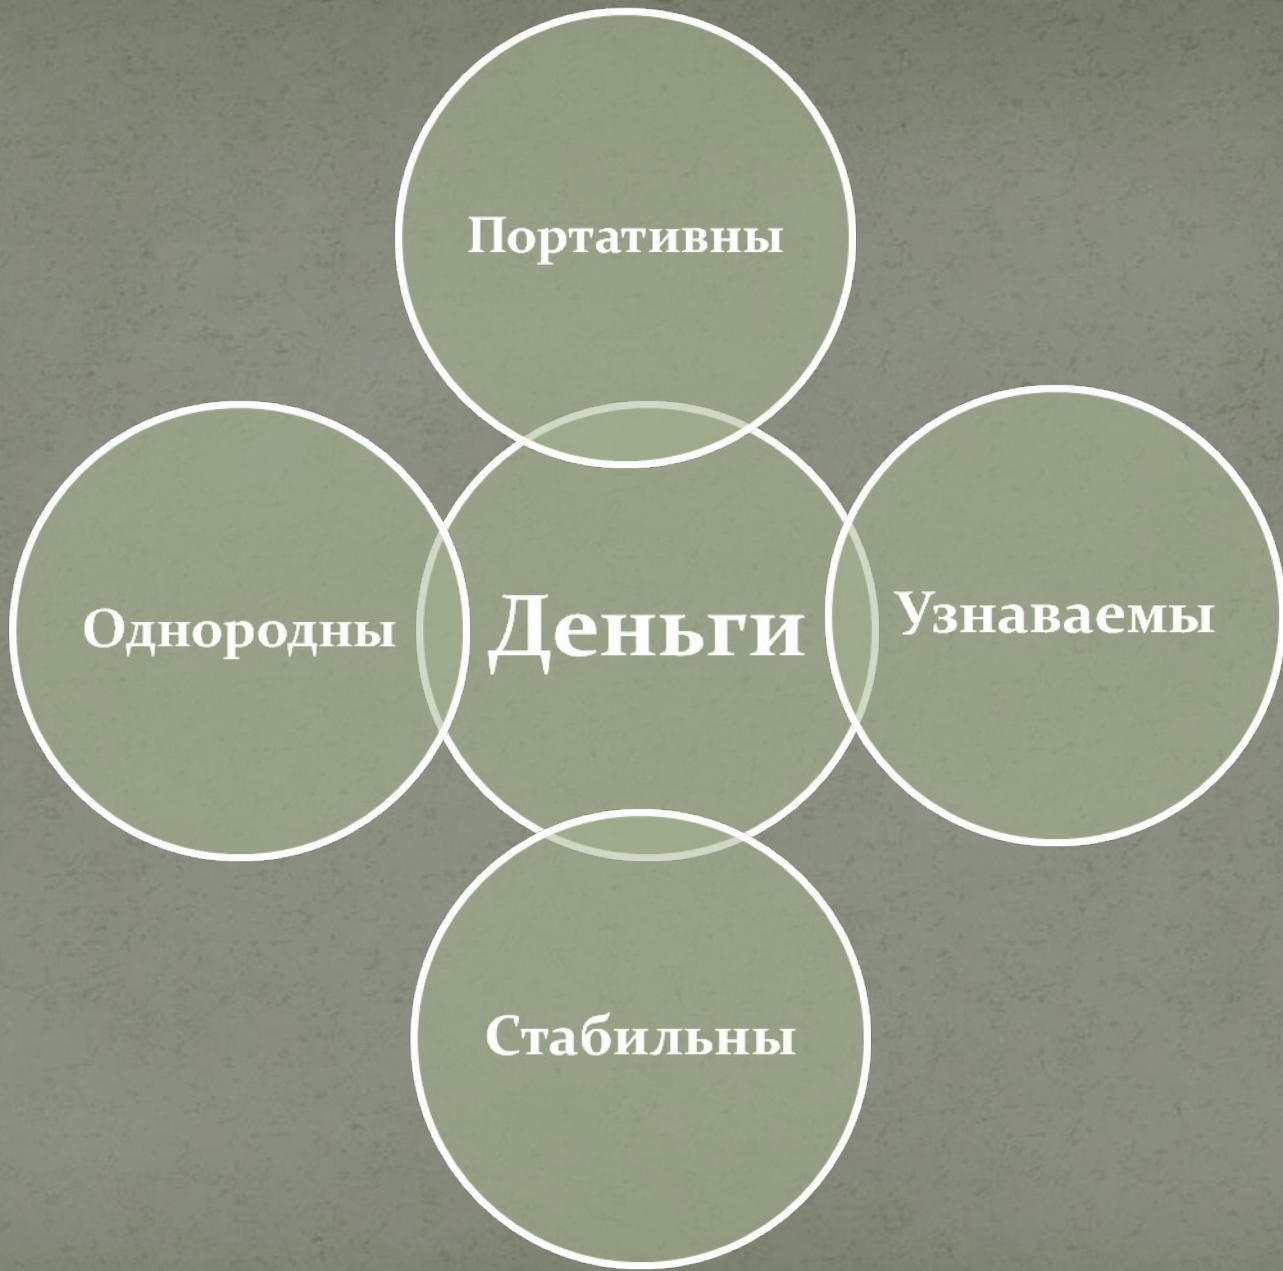 Портативны
Однородны
Деньги
Узнаваемы
Стабильны